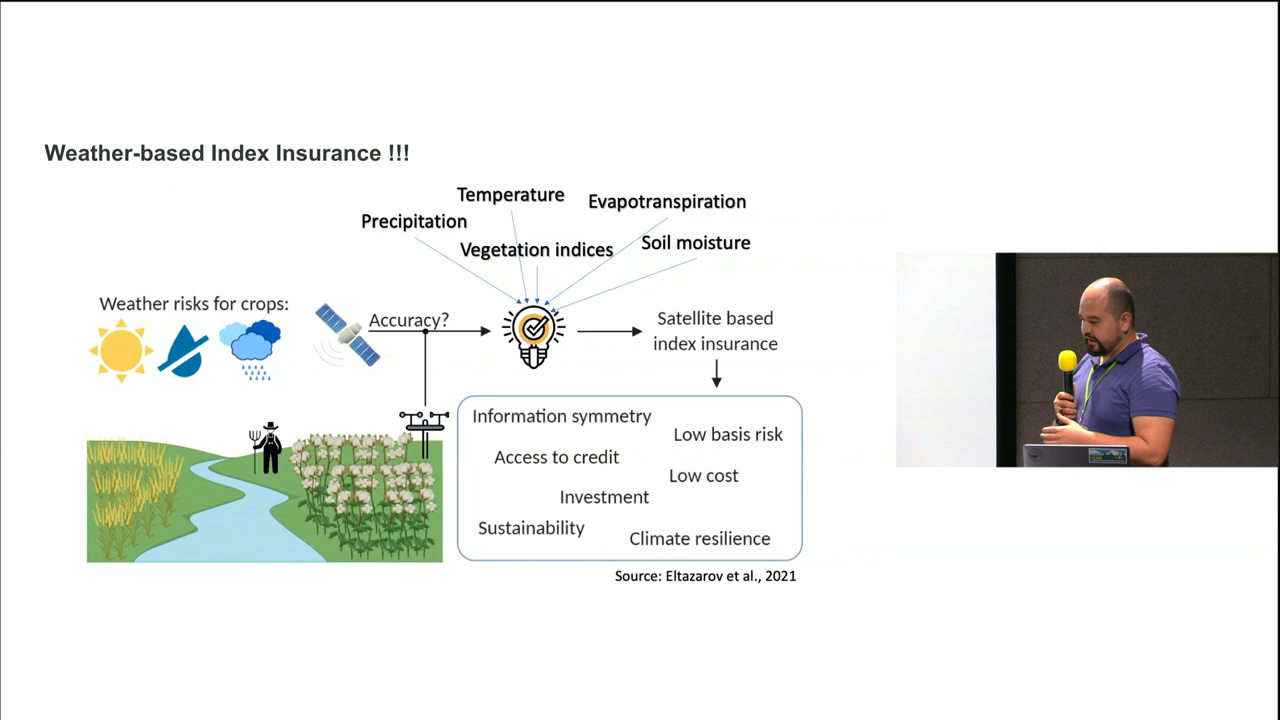 Weather-based Index Insurance !!!
Temperature
Evapotranspiration
Precipitation
Soil moisture
Vegetation indices
Weather risks for crops:
Accuracy?
Satellite based
index insurance
Information symmetry
Low basis risk
Access to credit
Low cost
Investment
Sustainability
Climate resilience
Source: Eltazarov et al., 2021